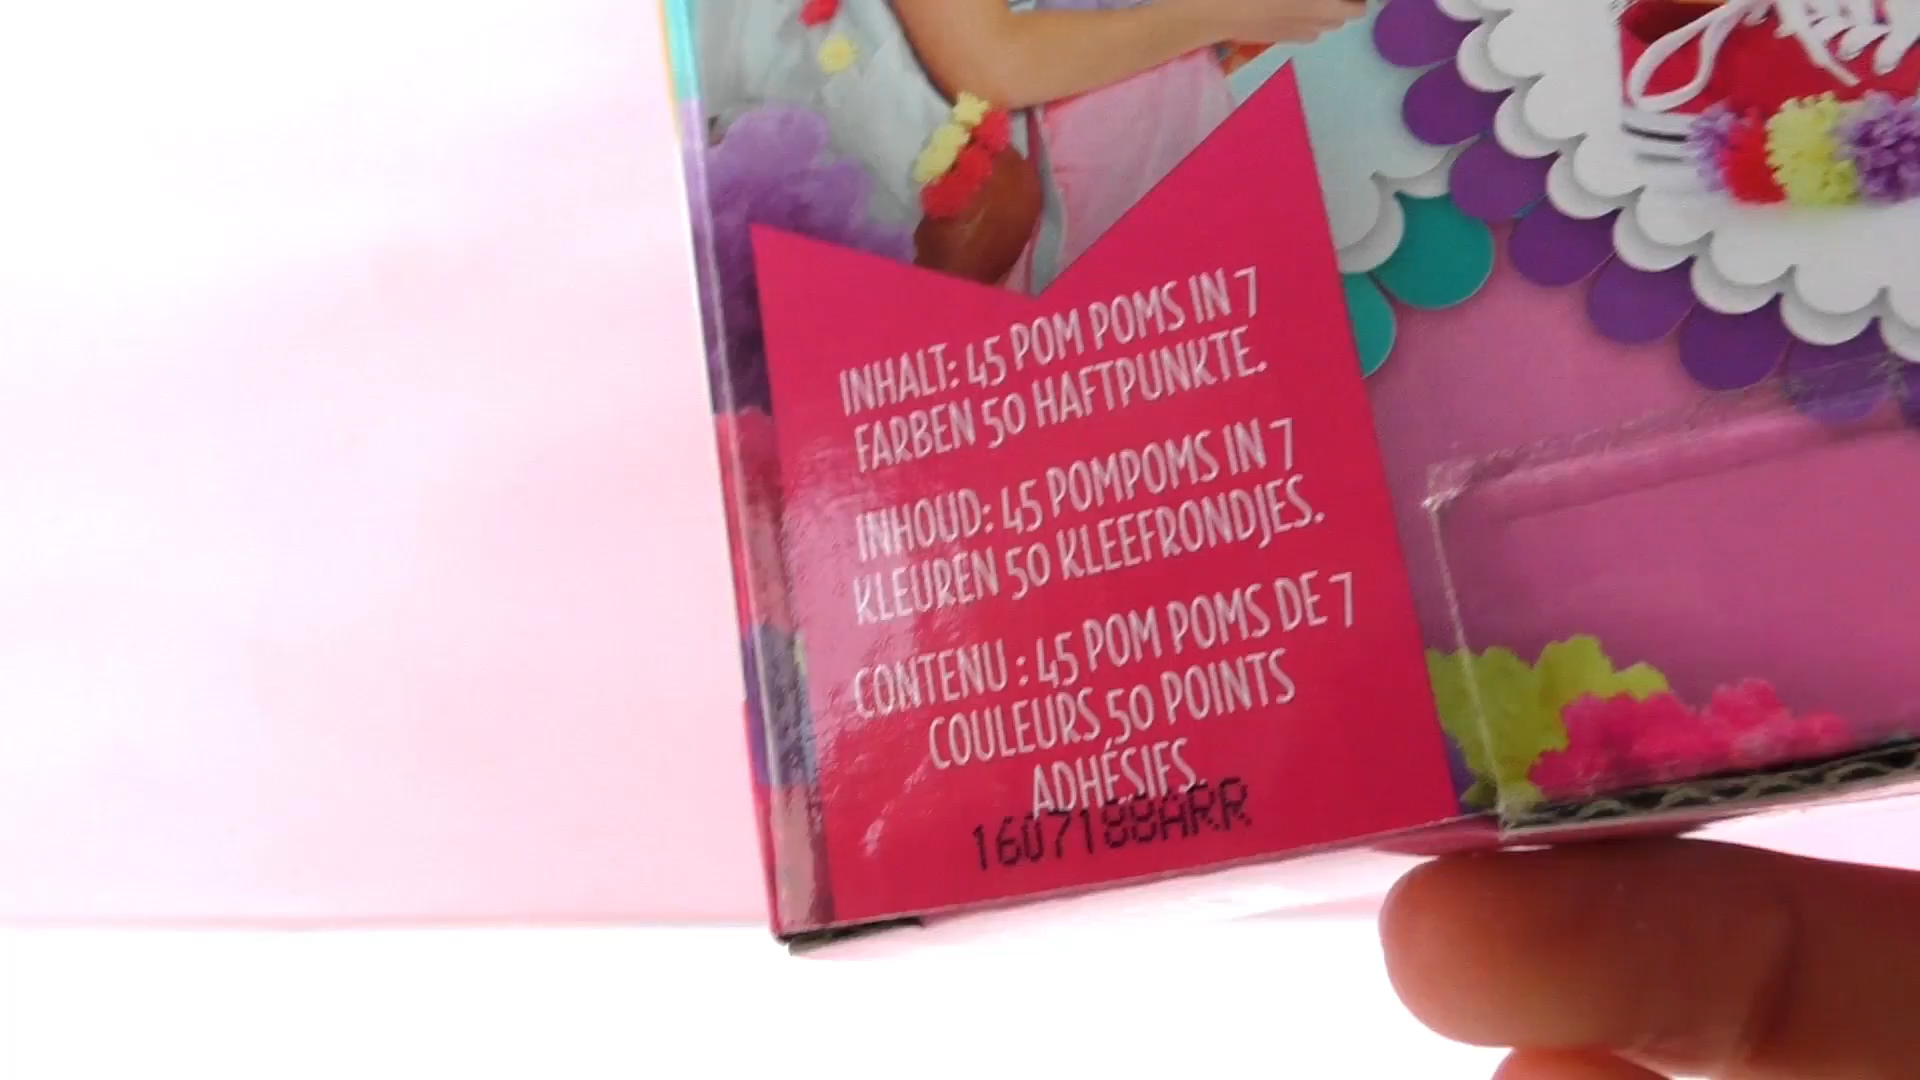 INHALT: 45 POM POMS IN 7
FARBEN 50 HAFTPUNKTE.
INHOUD: 45 POMPOMS IN 7
KLEUREN 50 KLEEFRONDJES.
CONTENU : 45 POM POMS DE 7
COULEURS, 50 POINTS
ADHÉSIFS.
1607188ARR